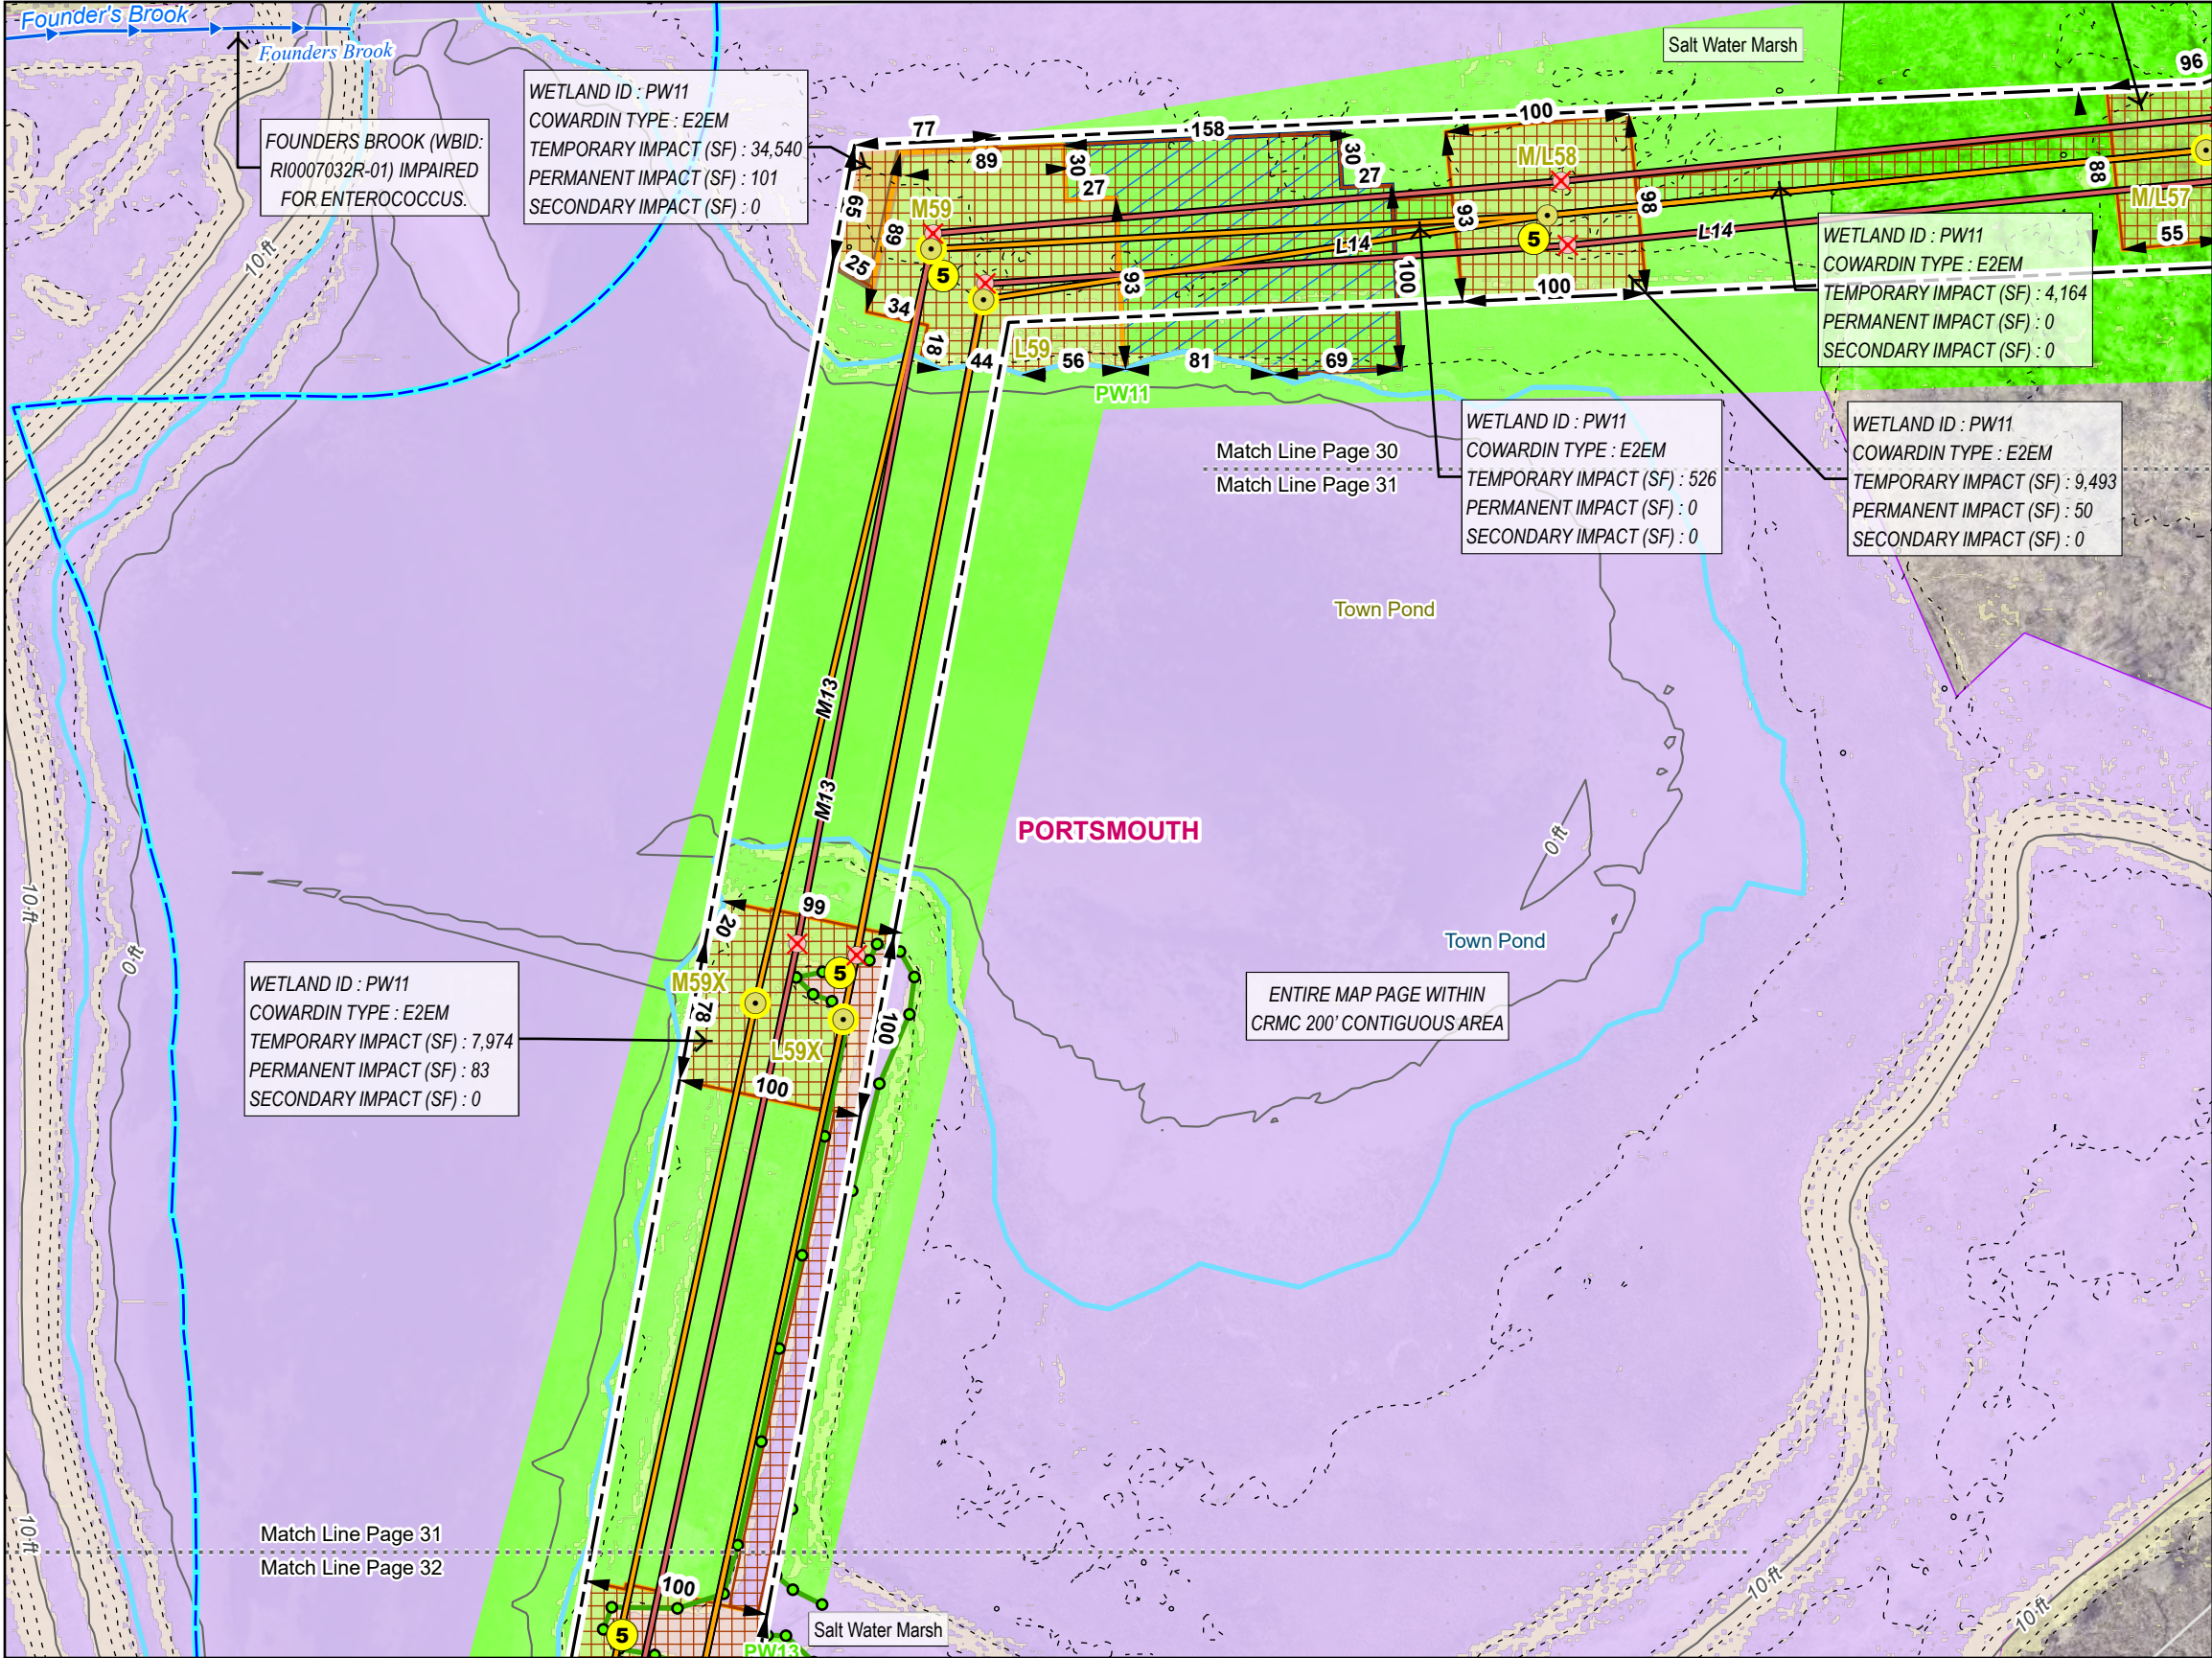 Founder's Brook
Founders Brook
FOUNDERS BROOK (WBID:
RI0007032R-01) IMPAIRED
FOR ENTEROCOCCUS.
WETLAND ID : PW11
COWARDIN TYPE : E2EM
TEMPORARY IMPACT (SF) : 34,540
PERMANENT IMPACT (SF) : 101
SECONDARY IMPACT (SF) : 0
Salt Water Marsh
96
77
158
100
89
30
30
27
27
M/L58
88
M/L57
55
65
M59
89
25
5
93
L14
100
93
5
98
L14
100
34
18
44
L59
56
81
69
PW11
WETLAND ID : PW11
COWARDIN TYPE : E2EM
TEMPORARY IMPACT (SF) : 4,164
PERMANENT IMPACT (SF) : 0
SECONDARY IMPACT (SF) : 0
WETLAND ID : PW11
COWARDIN TYPE : E2EM
TEMPORARY IMPACT (SF) : 526
PERMANENT IMPACT (SF) : 0
SECONDARY IMPACT (SF) : 0
WETLAND ID : PW11
COWARDIN TYPE : E2EM
TEMPORARY IMPACT (SF) : 9,493
PERMANENT IMPACT (SF) : 50
SECONDARY IMPACT (SF) : 0
10-ft
Match Line Page 30
Match Line Page 31
Town Pond
M13
M13
PORTSMOUTH
0-ft
10-ft
0-ft
99
20
M59X
78
5
L59X
100
100
Town Pond
ENTIRE MAP PAGE WITHIN
CRMC 200' CONTIGUOUS AREA
WETLAND ID : PW11
COWARDIN TYPE : E2EM
TEMPORARY IMPACT (SF) : 7,974
PERMANENT IMPACT (SF) : 83
SECONDARY IMPACT (SF) : 0
10-ft
Match Line Page 31
Match Line Page 32
100
5
PW13
Salt Water Marsh
10-ft
10-ft